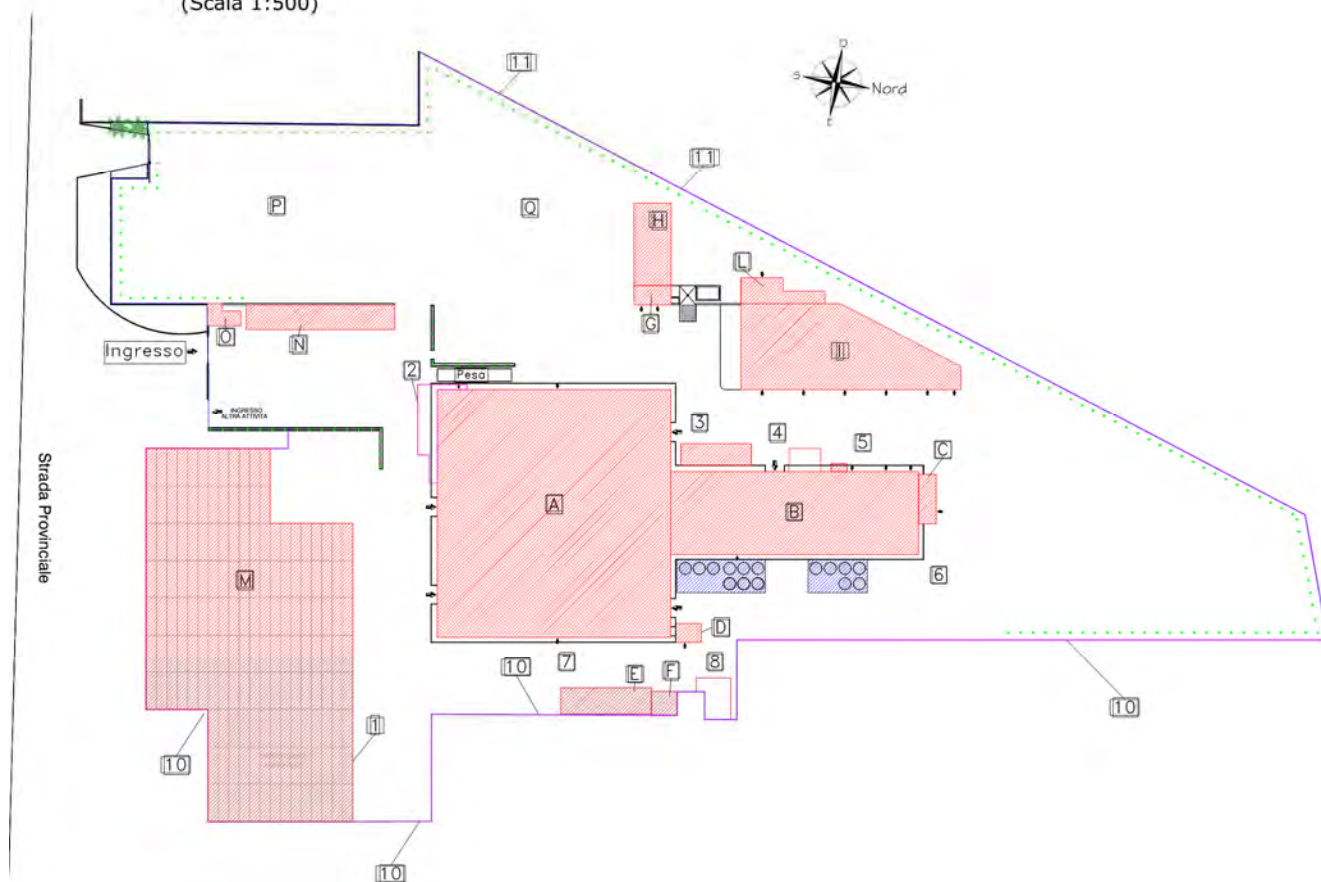 (Scala 1:500)
11
O
S
Nord
E
11
P
Q
H
L
G
I
O
N
Ingresso
2
Pesa
INGRESSO
ALTRA ATTIVITA'
3
4
5
C
Strada Provinciale
A
B
M
6
D
7
8
10
E
F
10
1
10
10